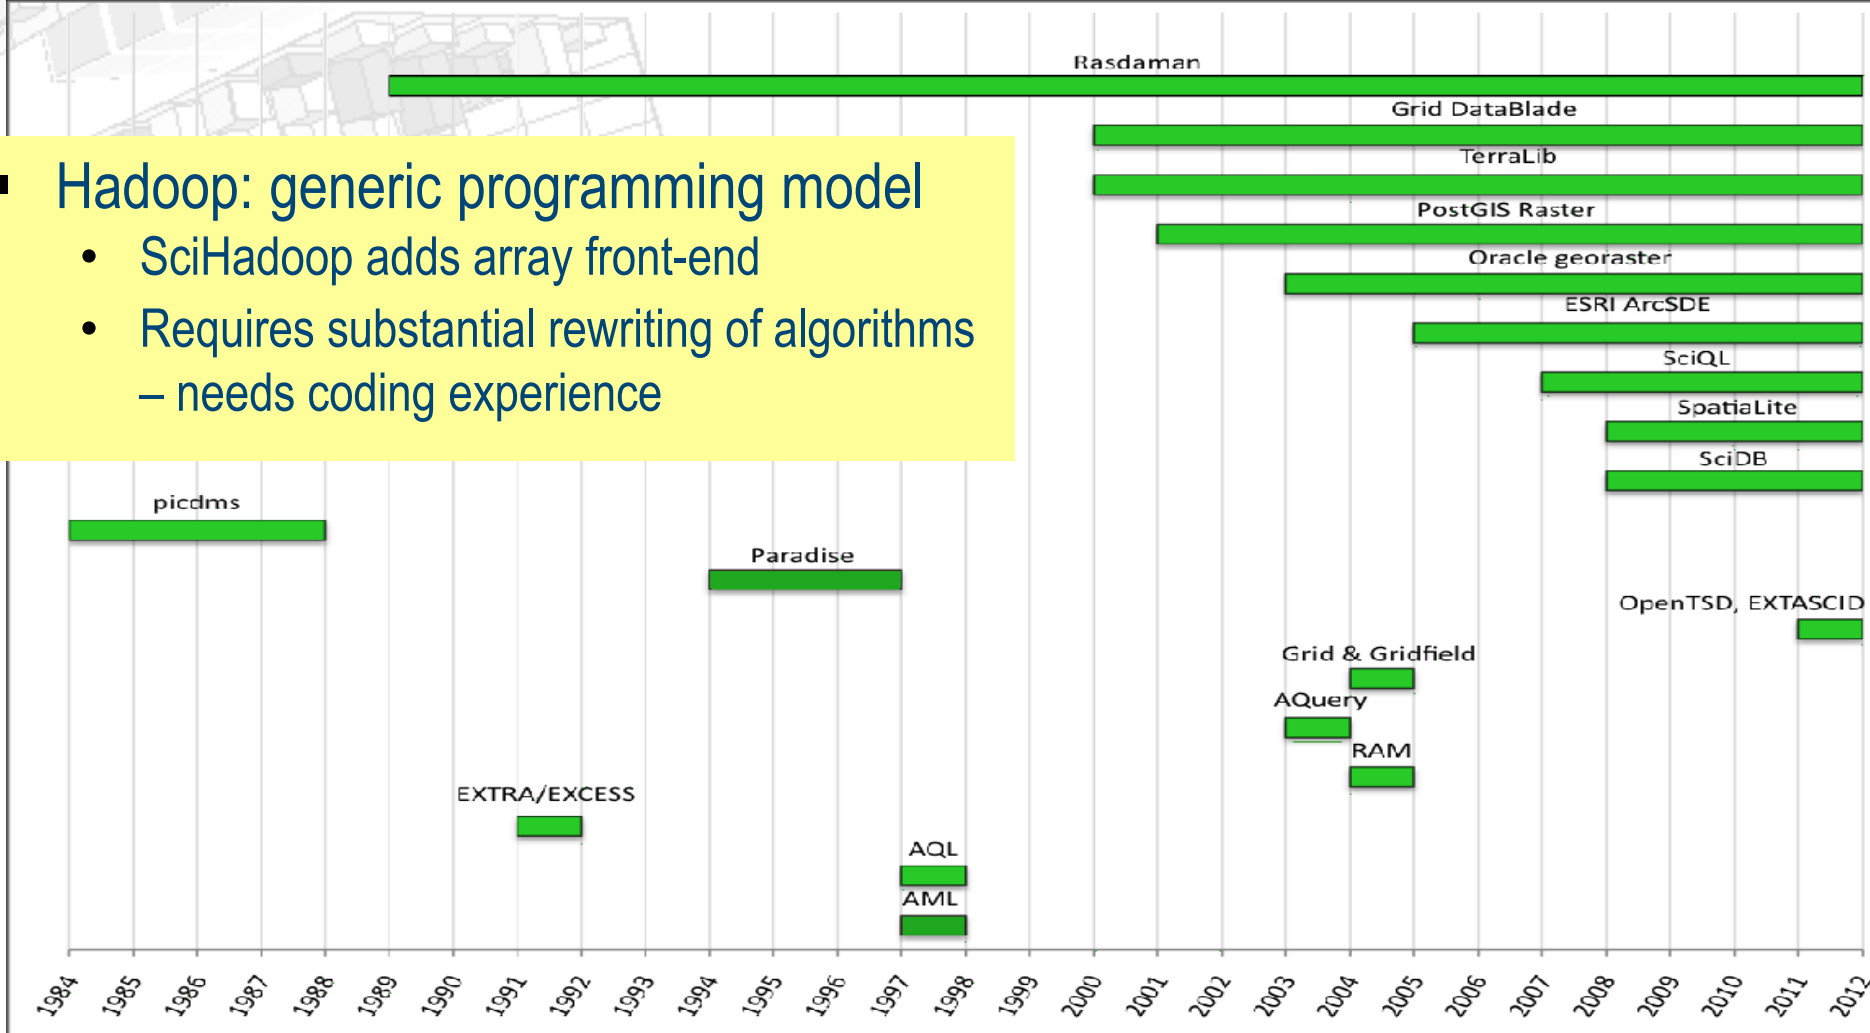 Rasdaman
Grid DataBlade
TerraLib
▪ Hadoop: generic programming model
PostGIS Raster
• SciHadoop adds array front-end
Oracle georaster
ESRI ArcSDE
• Requires substantial rewriting of algorithms
– needs coding experience
SciQL
SpatiaLite
SciDB
picdms
Paradise
OpenTSD, EXTASCID
Grid & Gridfield
AQuery
RAM
EXTRA/EXCESS
AQL
AML
1984 1985 1986 1987 1988 1989 1990 1991 1992 1993 1994 1995 1996 1997 1998 1999 2000 2001 2002 2003 2004 2005 2006 2007 2008 2009 2010 2011 2012